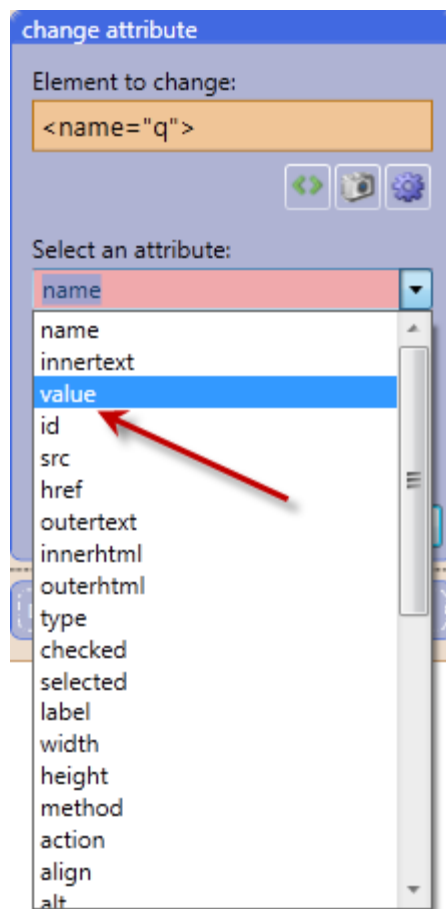 change attribute
Element to change:
<name="q">
Select an attribute:
name
name
innertext
value
id
src
href
outertext
innerhtml
outerhtml
type
checked
selected
label
width
height
method
action
align
alt